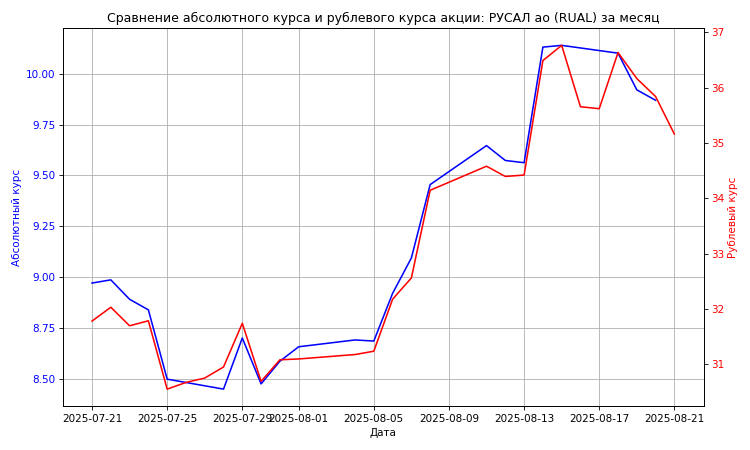 Сравнение абсолютного курса и рублевого курса акции: РУСАЛ ао (RUAL) за месяц
Абсолютный курс
10.00
9.75
9.50
9.25
9.00
8.75
8.50
37
36
35
34
33
32
31
Рублевый курс
2025-07-21 2025-07-25 2025-07-29 2025-08-01 2025-08-05 2025-08-09 2025-08-13 2025-08-17 2025-08-21
Дата